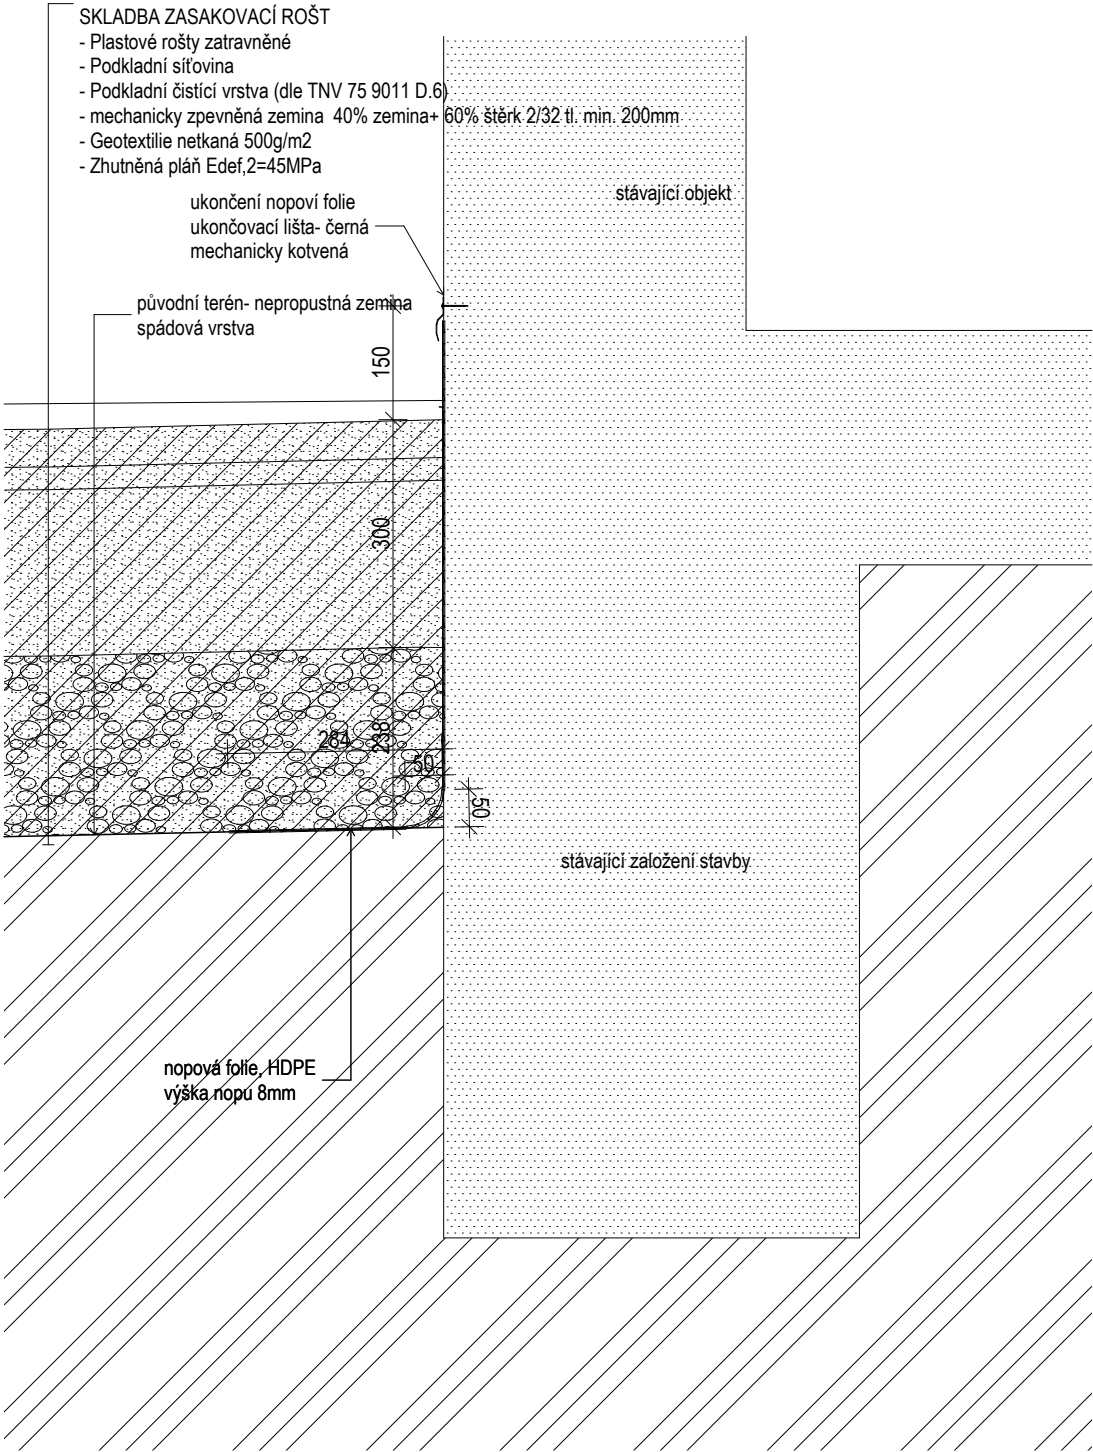 SKLADBA ZASAKOVACÍ ROŠT
- Plastové rošty zatravněné
- Podkladní síťovina
- Podkladní čistící vrstva (dle TNV 75 9011 D.6)
- mechanicky zpevněná zemina 40% zemina+ 60% štěrk 2/32 tl. min. 200mm
- Geotextilie netkaná 500g/m2
- Zhutněná pláň Edef,2=45MPa
stávající objekt
ukončení nopoví folie
ukončovací lišta- černá
mechanicky kotvená
původní terén- nepropustná zemina
spádová vrstva
150
300
284
238
50
50
stávající založení stavby
nopová folie, HDPE
výška nopu 8mm